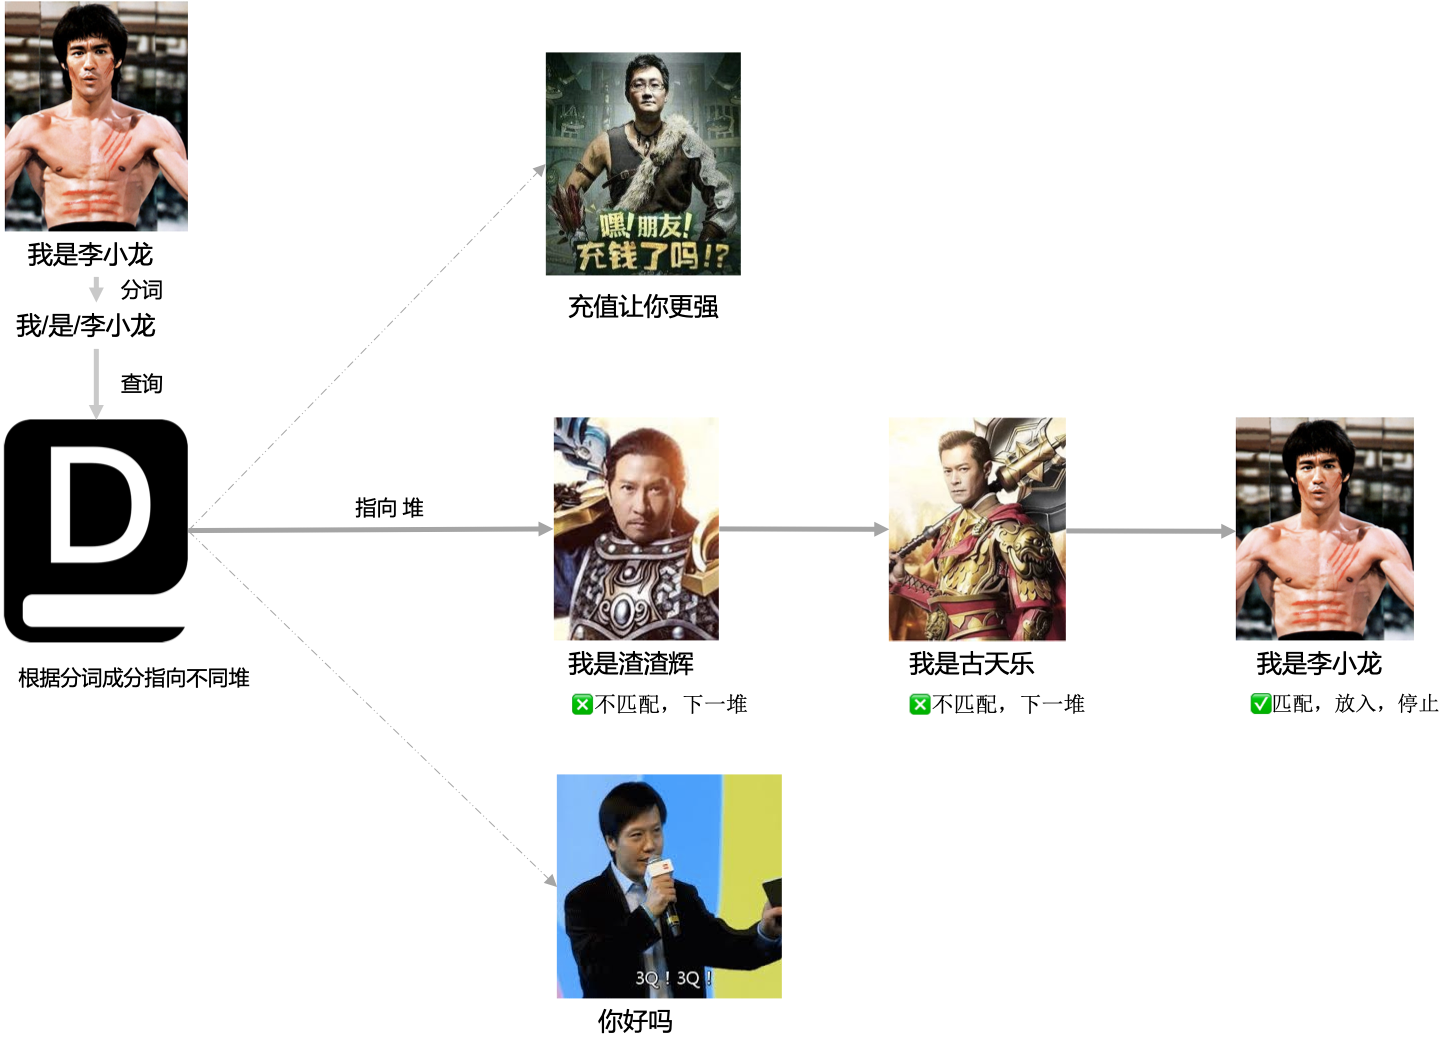 我是李小龙
分词
我/是/李小龙
查询
D
根据分词成分指向不同堆
嘿!朋友!
充钱了吗!?
充值让你更强
指向 堆
我是渣渣辉
不匹配，下一堆
我是古天乐
不匹配，下一堆
我是李小龙
匹配，放入，停止
3Q！3Q！
你好吗